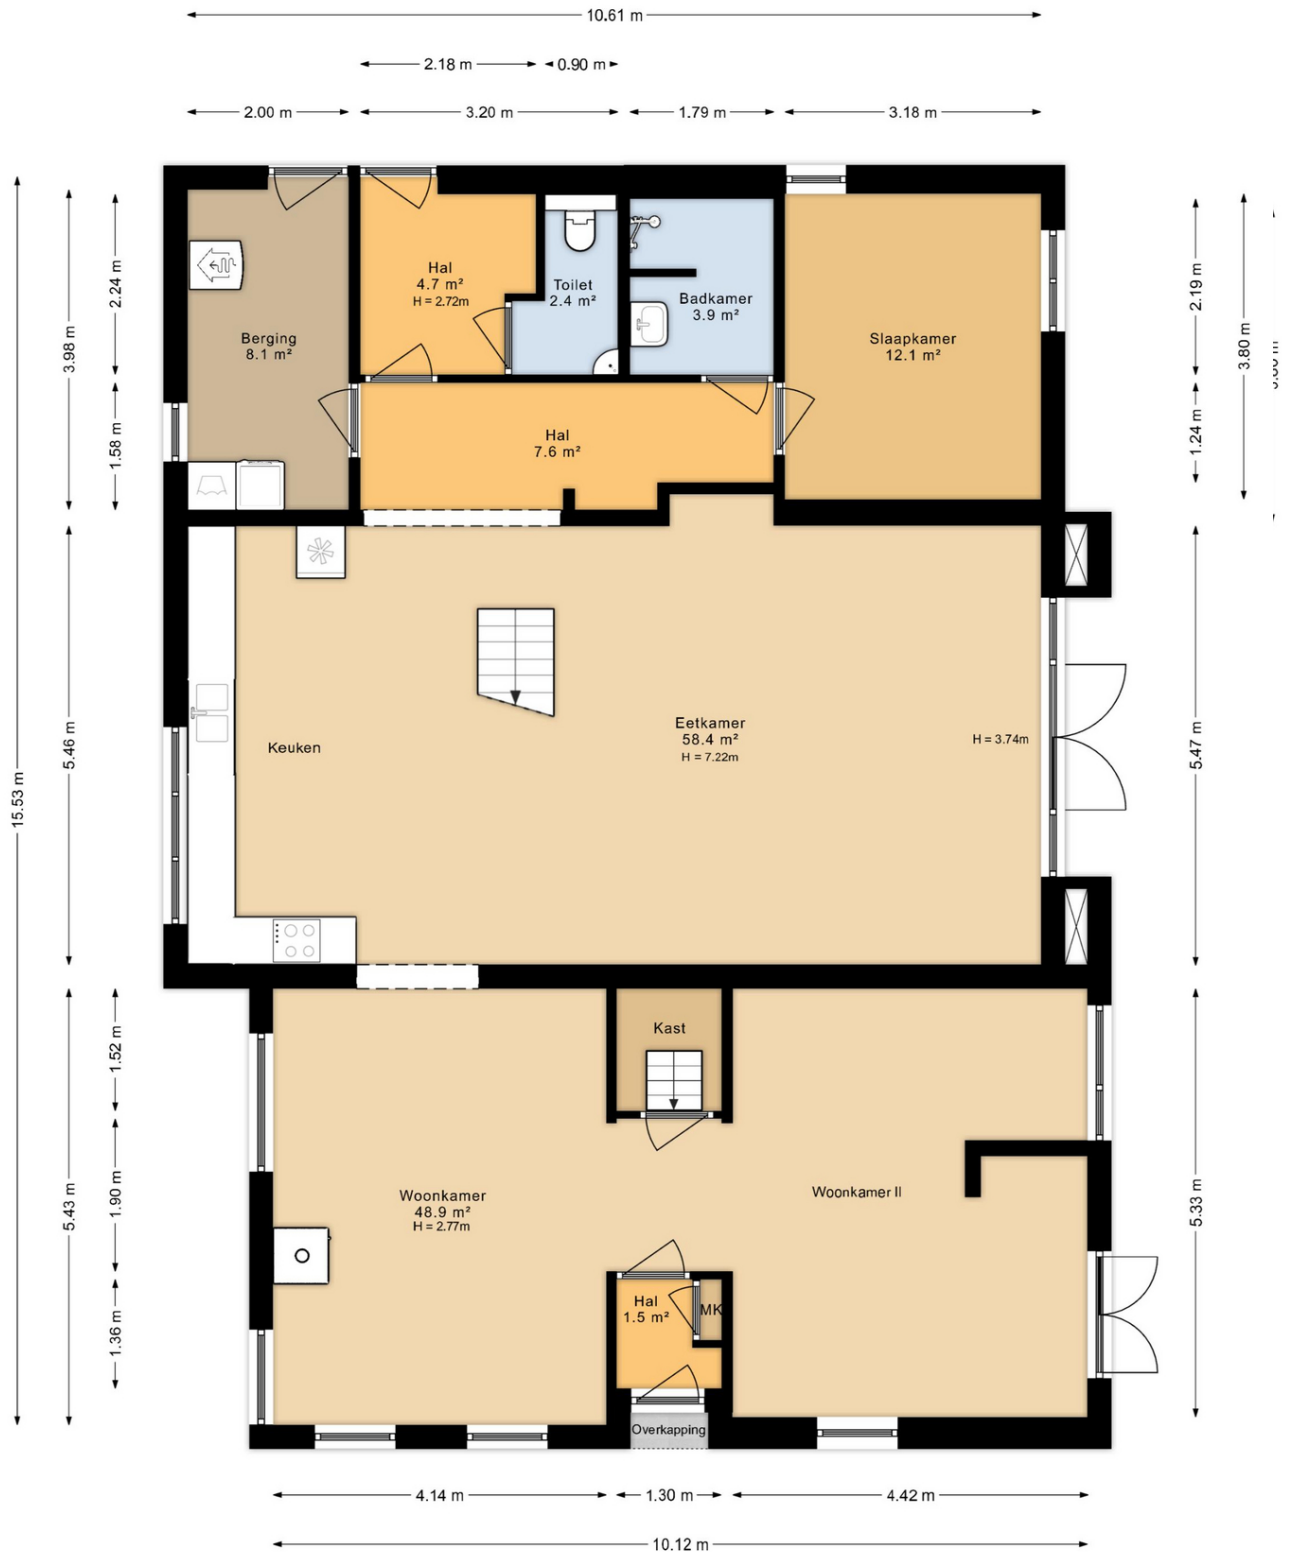 10.61 m
2.18 m
0.90 m
2.00 m
3.20 m
1.79 m
3.18 m
Hal
4.7 m²
H = 2.72m
Toilet
2.4 m²
Badkamer
3.9 m²
Berging
8.1 m²
Slaapkamer
12.1 m²
Hal
7.6 m²
2.24 m
3.98 m
1.58 m
2.19 m
3.80 m
1.24 m
15.53 m
5.46 m
Keuken
Eetkamer
58.4 m²
H = 7.22m
H = 3.74m
5.47 m
1.52 m
Kast
Woonkamer
48.9 m²
H = 2.77m
Woonkamer II
1.90 m
5.43 m
5.33 m
Hal
1.5 m²
MK
1.36 m
Overkapping
4.14 m
1.30 m
4.42 m
10.12 m